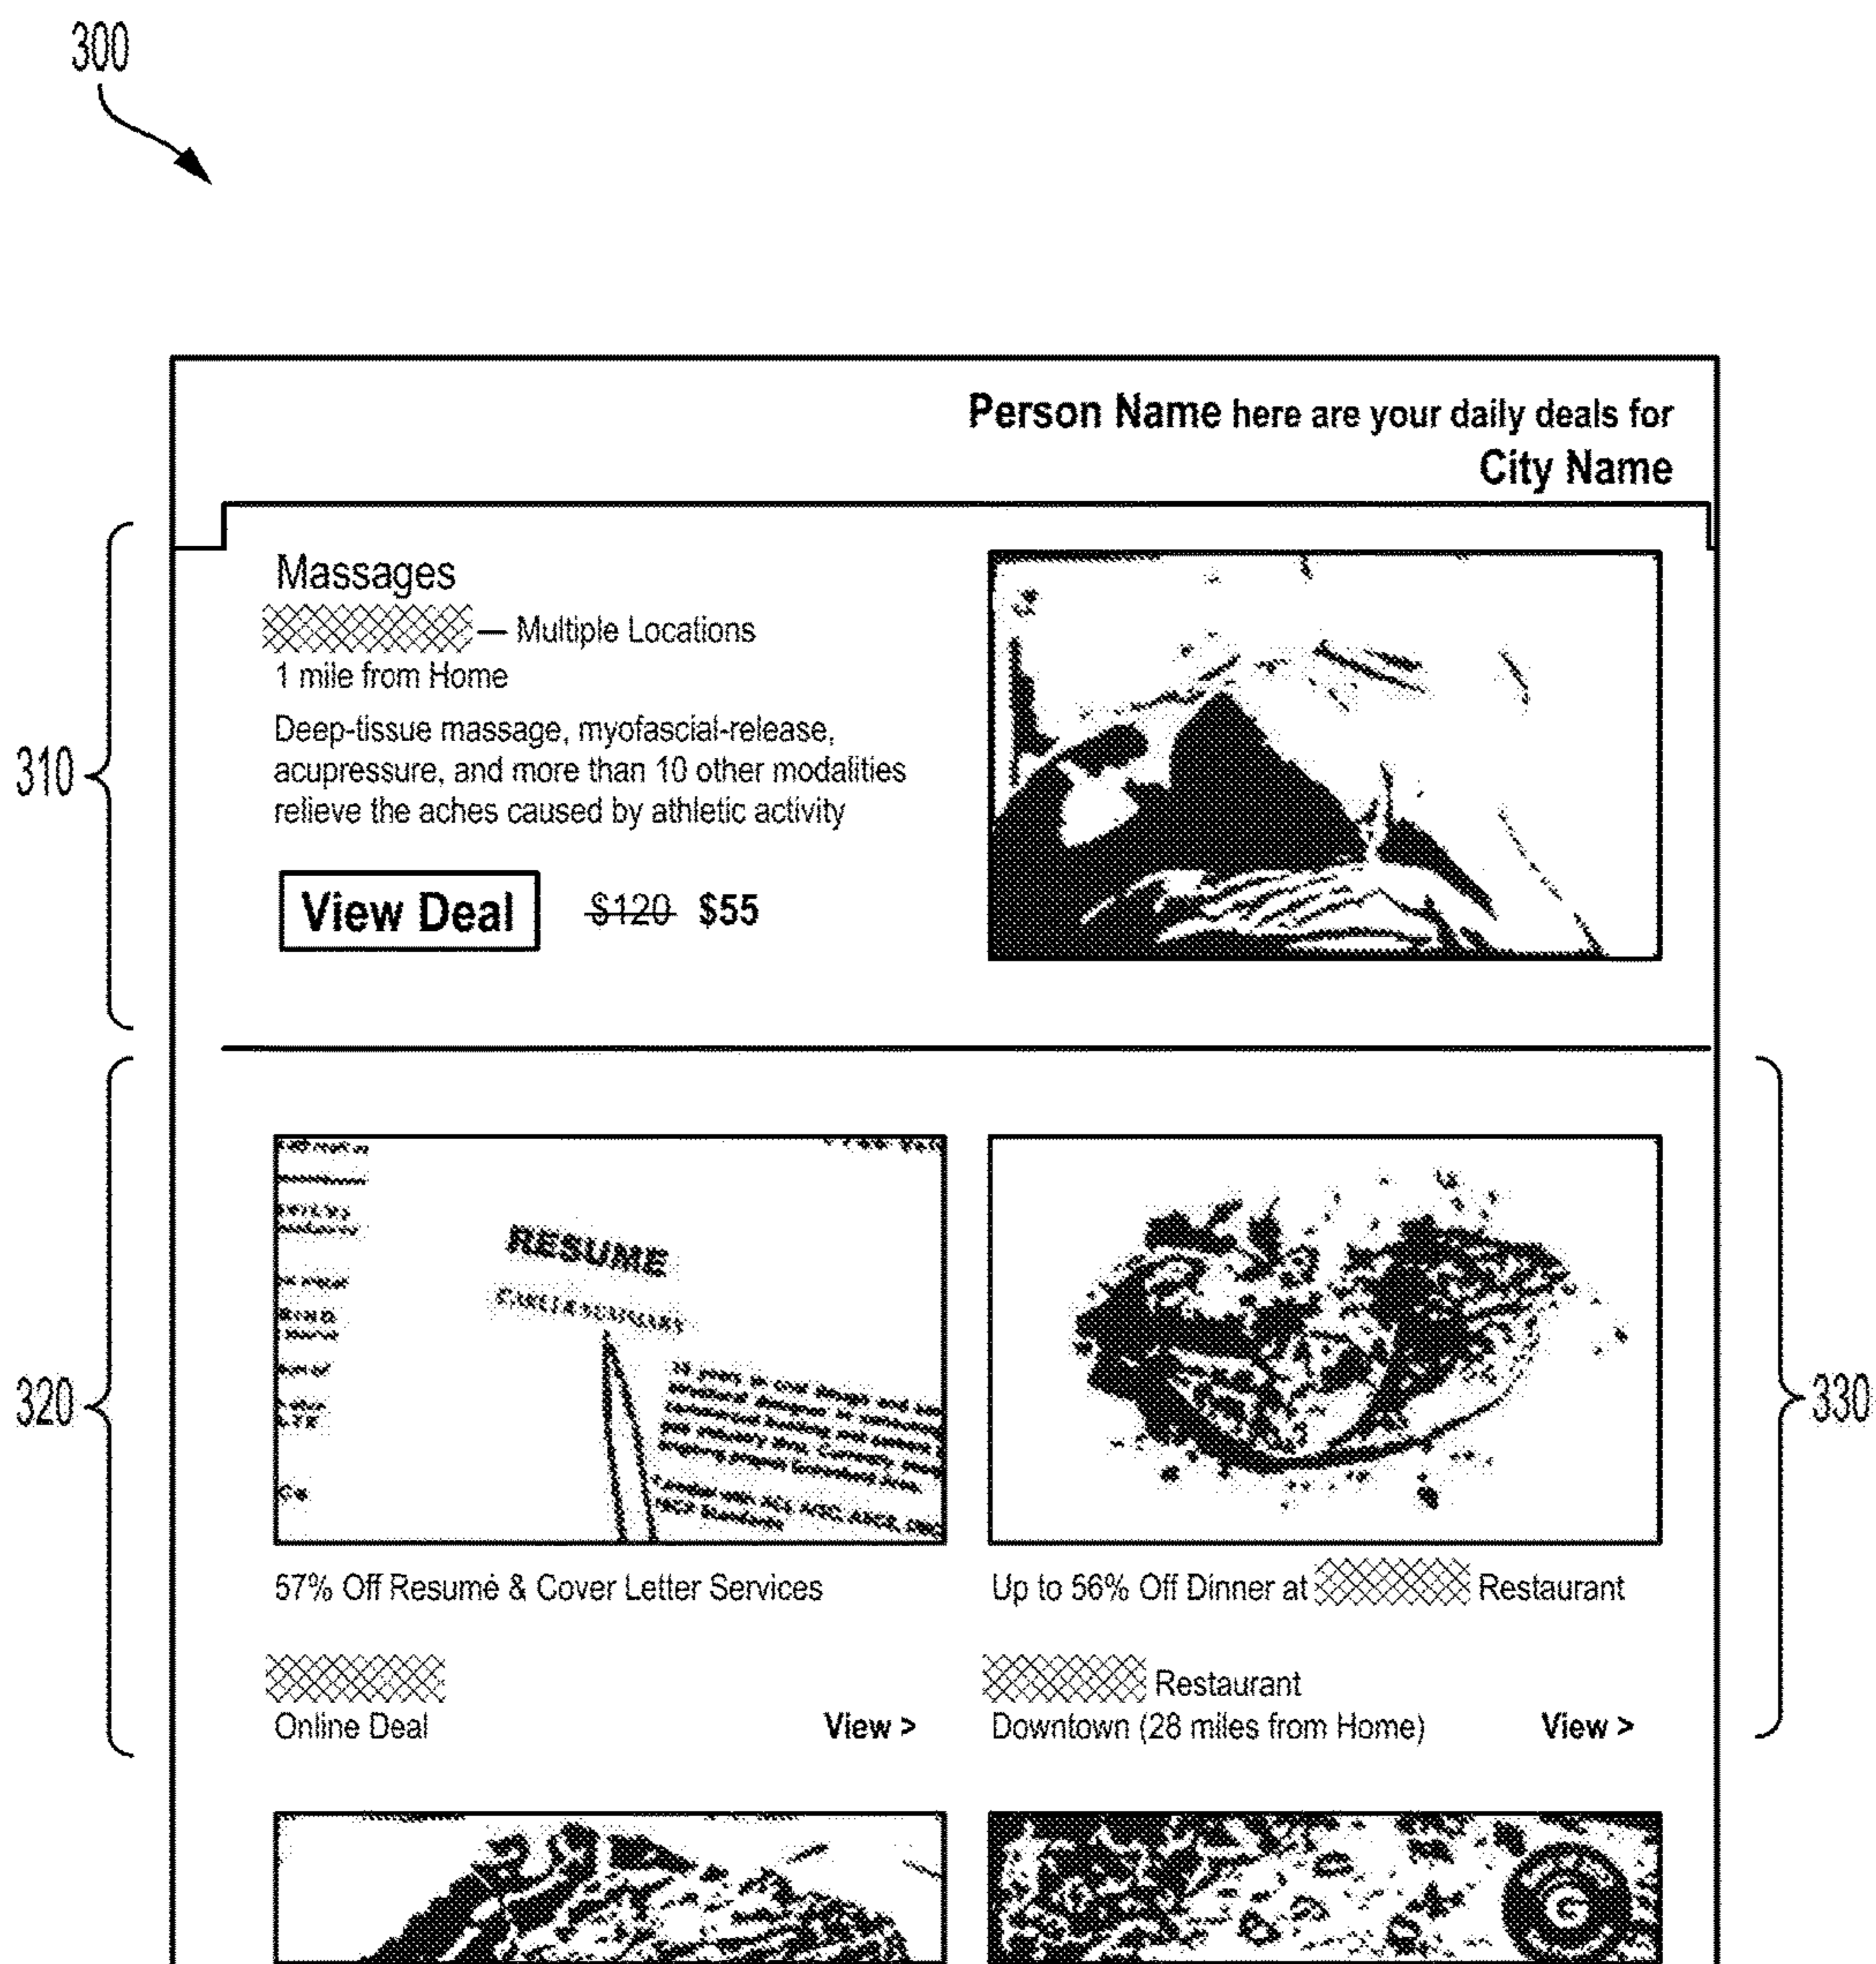 300
Person Name here are your daily deals for
City Name
310
Massages
— Multiple Locations
1 mile from Home
Deep-tissue massage, myofascial-release,
acupressure, and more than 10 other modalities
relieve the aches caused by athletic activity
View Deal $120 $55
320
330
RESUME
57% Off Resumé & Cover Letter Services
Online Deal
View >
Up to 56% Off Dinner at Restaurant
Restaurant
Downtown (28 miles from Home)
View >
G